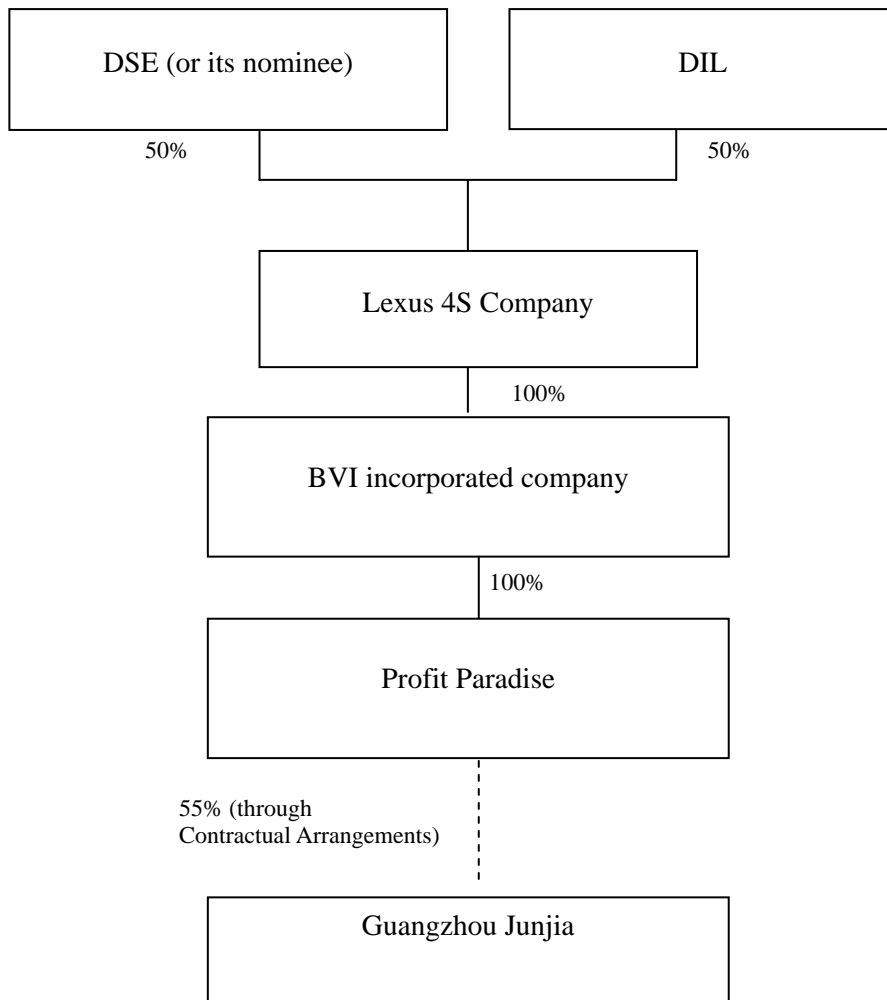 DSE (or its nominee)
DIL
50%
50%
Lexus 4S Company
100%
BVI incorporated company
100%
Profit Paradise
55% (through
Contractual Arrangements)
Guangzhou Junjia